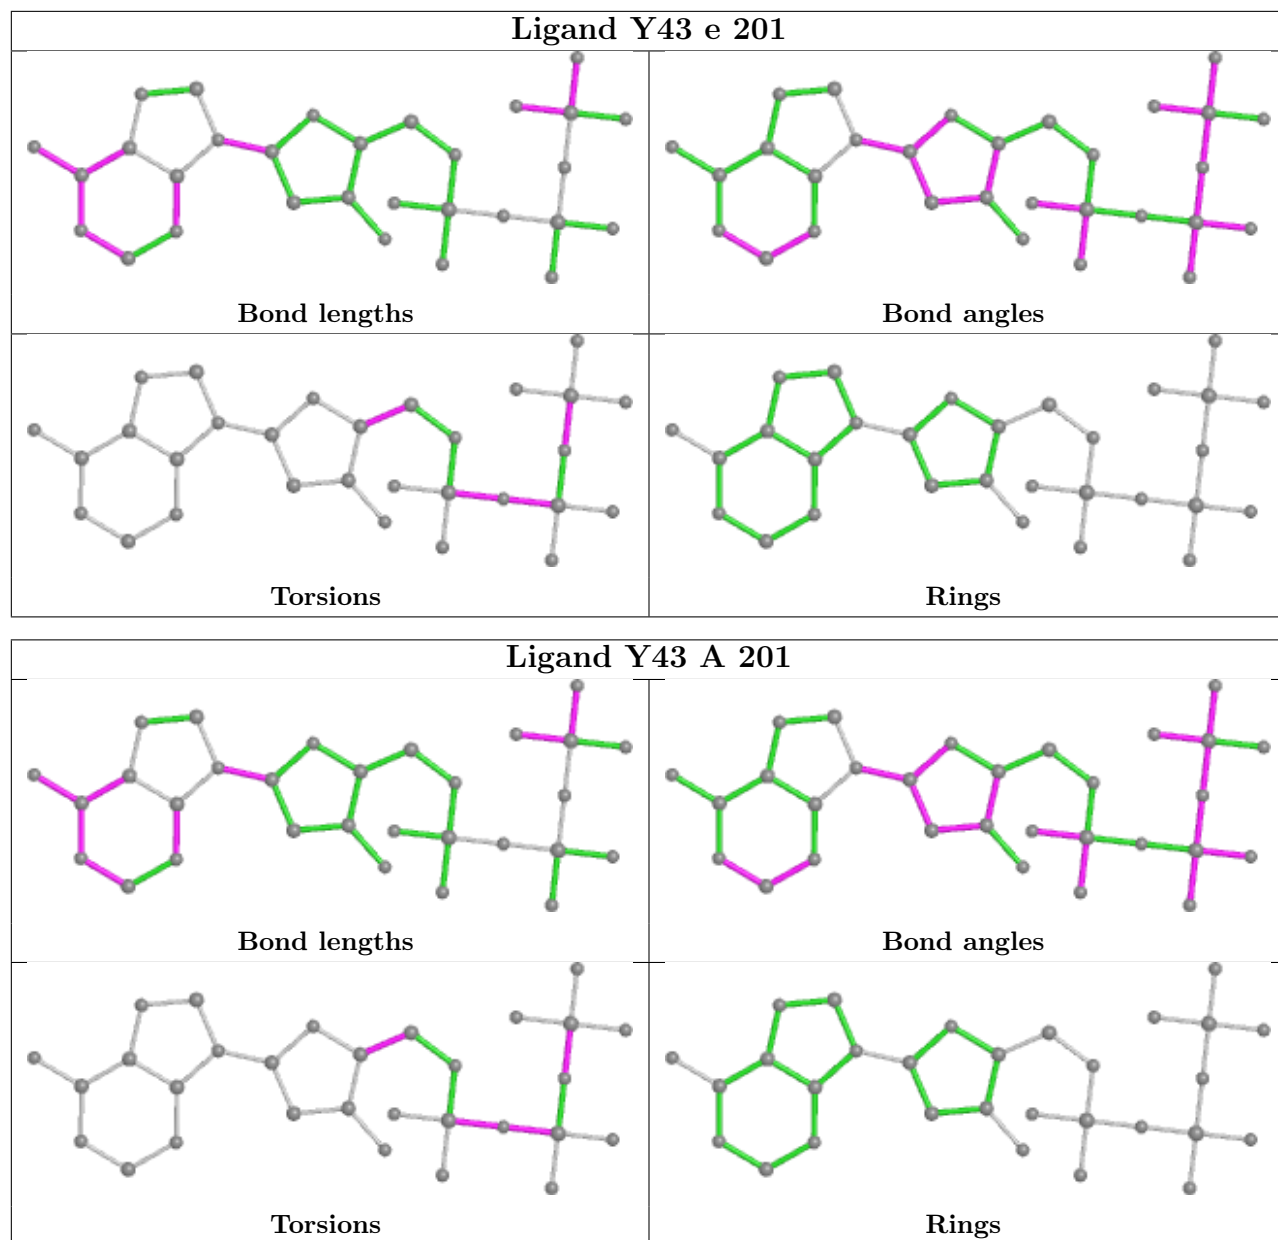 Ligand Y43 e 201
Bond lengths
Bond angles
Torsions
Rings
Ligand Y43 A 201
Bond lengths
Bond angles
Torsions
Rings